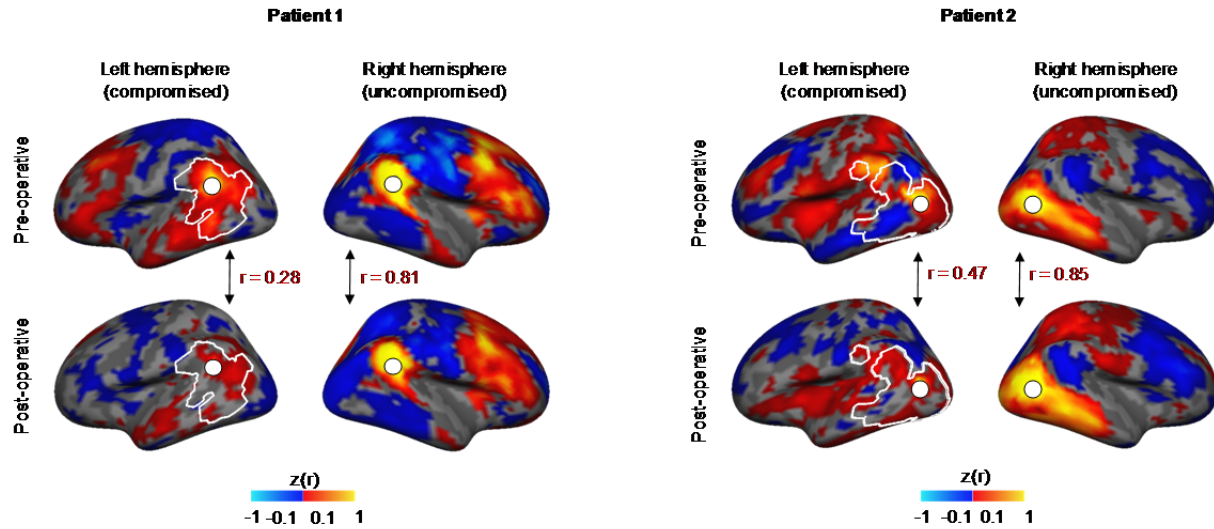 Patient 1
Left hemisphere
(compromised)
Right hemisphere
(uncompromised)
Pre-operative
r = 0.28
r = 0.81
Post-operative
z(r)
-1 -0.1 0.1 1
Patient 2
Left hemisphere
(compromised)
Right hemisphere
(uncompromised)
Pre-operative
r = 0.47
r = 0.85
Post-operative
z(r)
-1 -0.1 0.1 1